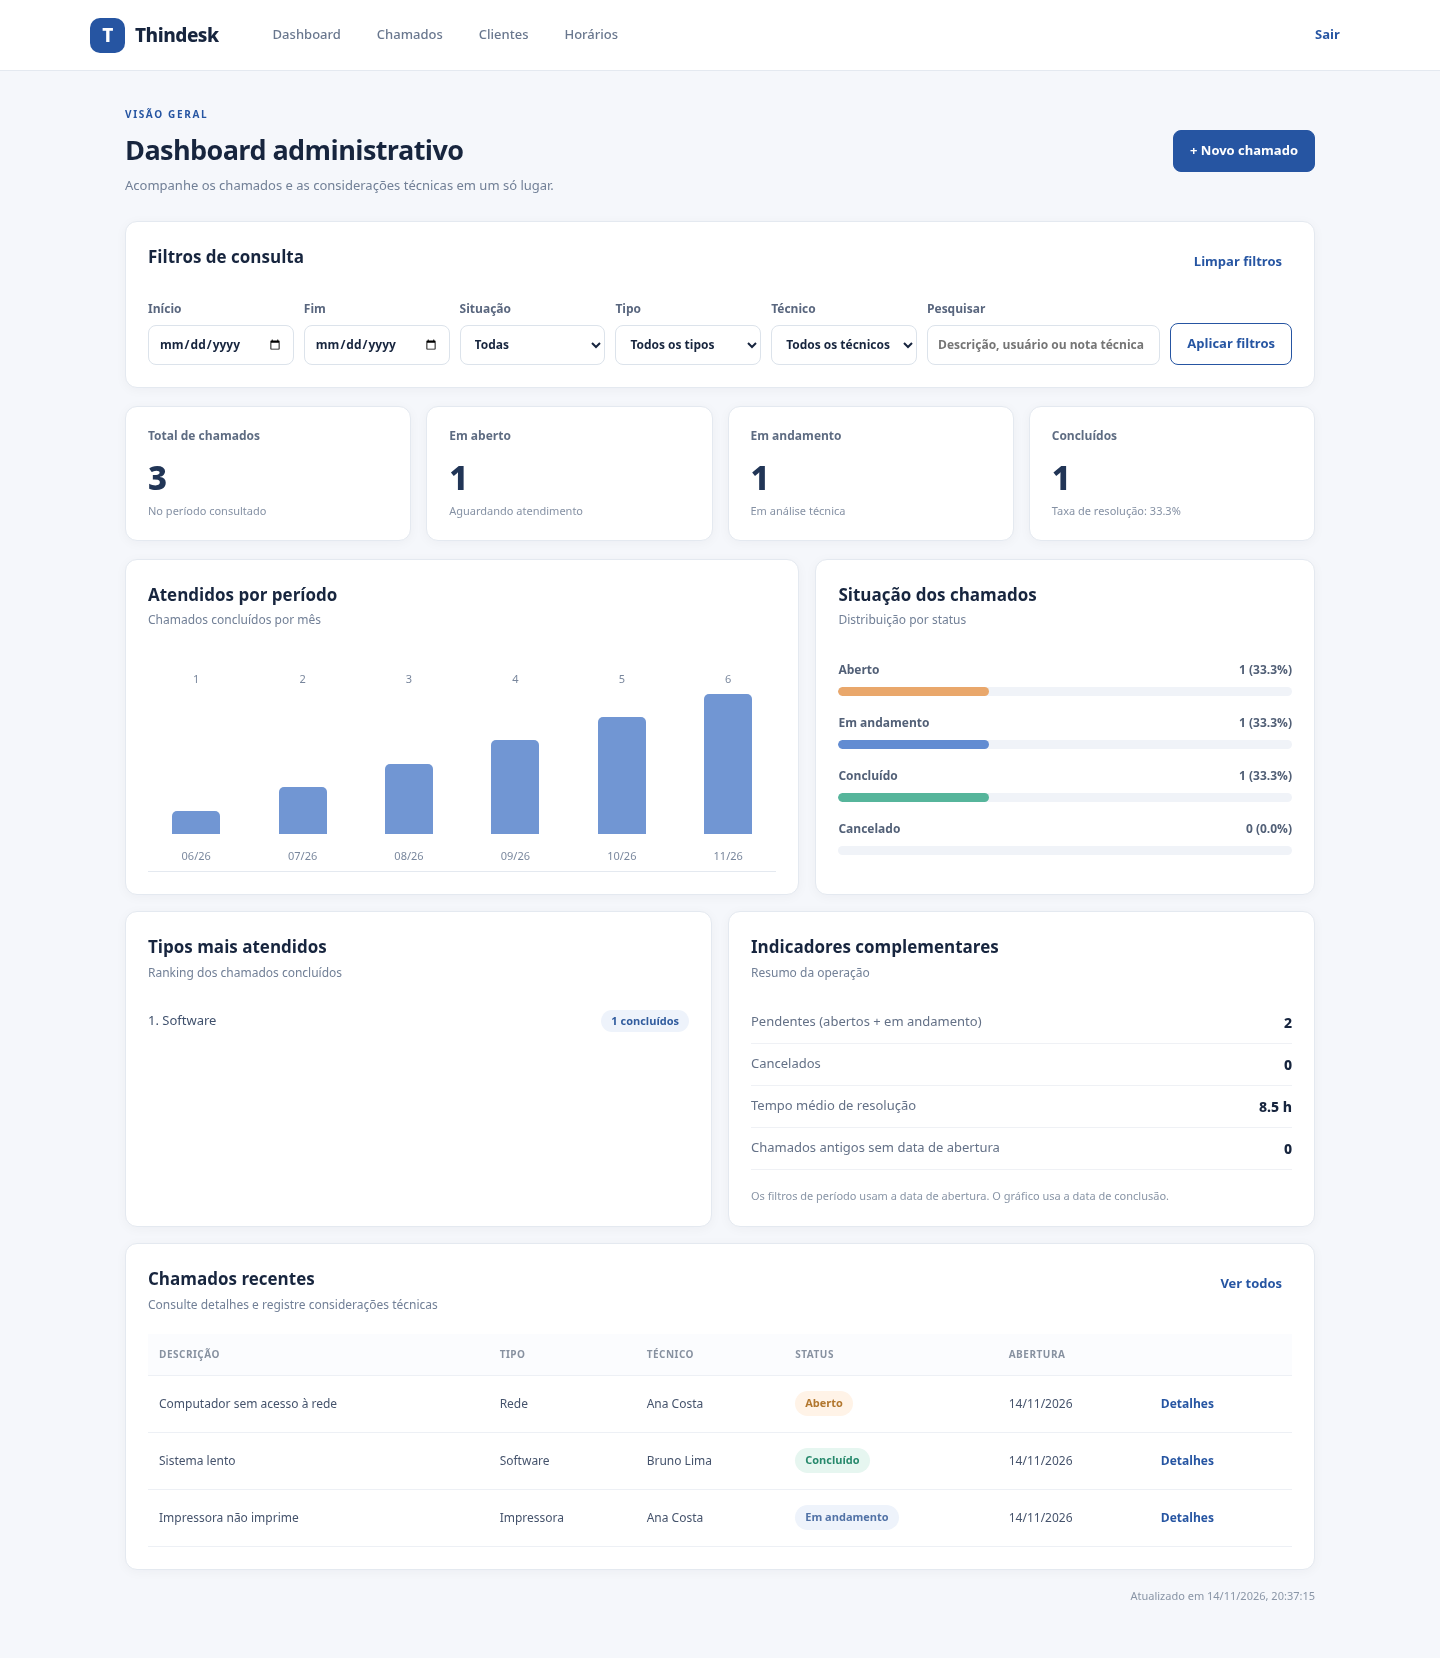 T Thindesk Dashboard Chamados Clientes Horários Sair
VISÃO GERAL
Dashboard administrativo
+ Novo chamado
Acompanhe os chamados e as considerações técnicas em um só lugar.
Filtros de consulta
Limpar filtros
Início Fim Situação Tipo Técnico Pesquisar
mm/dd/yyyy mm/dd/yyyy Todas Todos os tipos Todos os técnicos Descrição, usuário ou nota técnica Aplicar filtros
Total de chamados
3
No período consultado
Em aberto
1
Aguardando atendimento
Em andamento
1
Em análise técnica
Concluídos
1
Taxa de resolução: 33.3%
Atendidos por período
Chamados concluídos por mês
1 2 3 4 5 6
06/26 07/26 08/26 09/26 10/26 11/26
Situação dos chamados
Distribuição por status
Aberto 1 (33.3%)
Em andamento 1 (33.3%)
Concluído 1 (33.3%)
Cancelado 0 (0.0%)
Tipos mais atendidos
Ranking dos chamados concluídos
1. Software 1 concluídos
Indicadores complementares
Resumo da operação
Pendentes (abertos + em andamento) 2
Cancelados 0
Tempo médio de resolução 8.5 h
Chamados antigos sem data de abertura 0
Os filtros de período usam a data de abertura. O gráfico usa a data de conclusão.
Chamados recentes
Ver todos
Consulte detalhes e registre considerações técnicas
DESCRIÇÃO TIPO TÉCNICO STATUS ABERTURA
Computador sem acesso à rede Rede Ana Costa Aberto 14/11/2026 Detalhes
Sistema lento Software Bruno Lima Concluído 14/11/2026 Detalhes
Impressora não imprime Impressora Ana Costa Em andamento 14/11/2026 Detalhes
Atualizado em 14/11/2026, 20:37:15